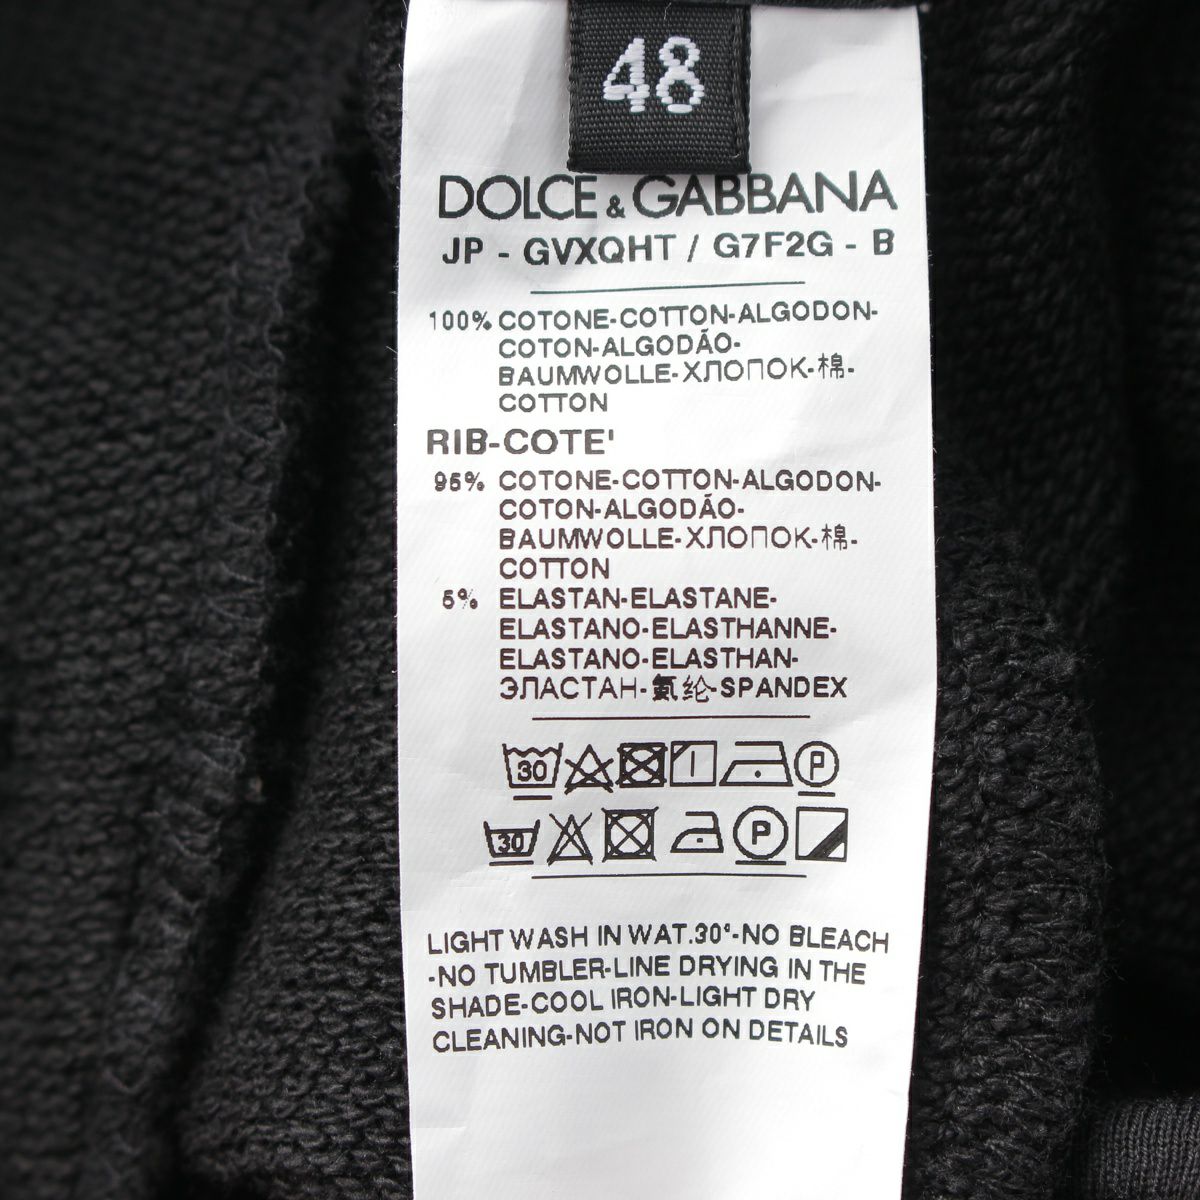 48
DOLCE & GABBANA
JP - GVXQHT / G7F2G - B
100% COTONE-COTTON-ALGODON-
COTON-ALGODÃO-
BAUMWOLLE-ХЛОПОК-棉-
COTTON
RIB-COTE'
95% COTONE-COTTON-ALGODON-
COTON-ALGODÃO-
BAUMWOLLE-ХЛОПОК-棉-
COTTON
5% ELASTAN-ELASTANE-
ELASTANO-ELASTHANNE-
ELASTANO-ELASTHAN-
ЭЛАСТАН-氨纶-SPANDEX
30 P
30 P
LIGHT WASH IN WAT.30°-NO BLEACH
-NO TUMBLER-LINE DRYING IN THE
SHADE-COOL IRON-LIGHT DRY
CLEANING-NOT IRON ON DETAILS